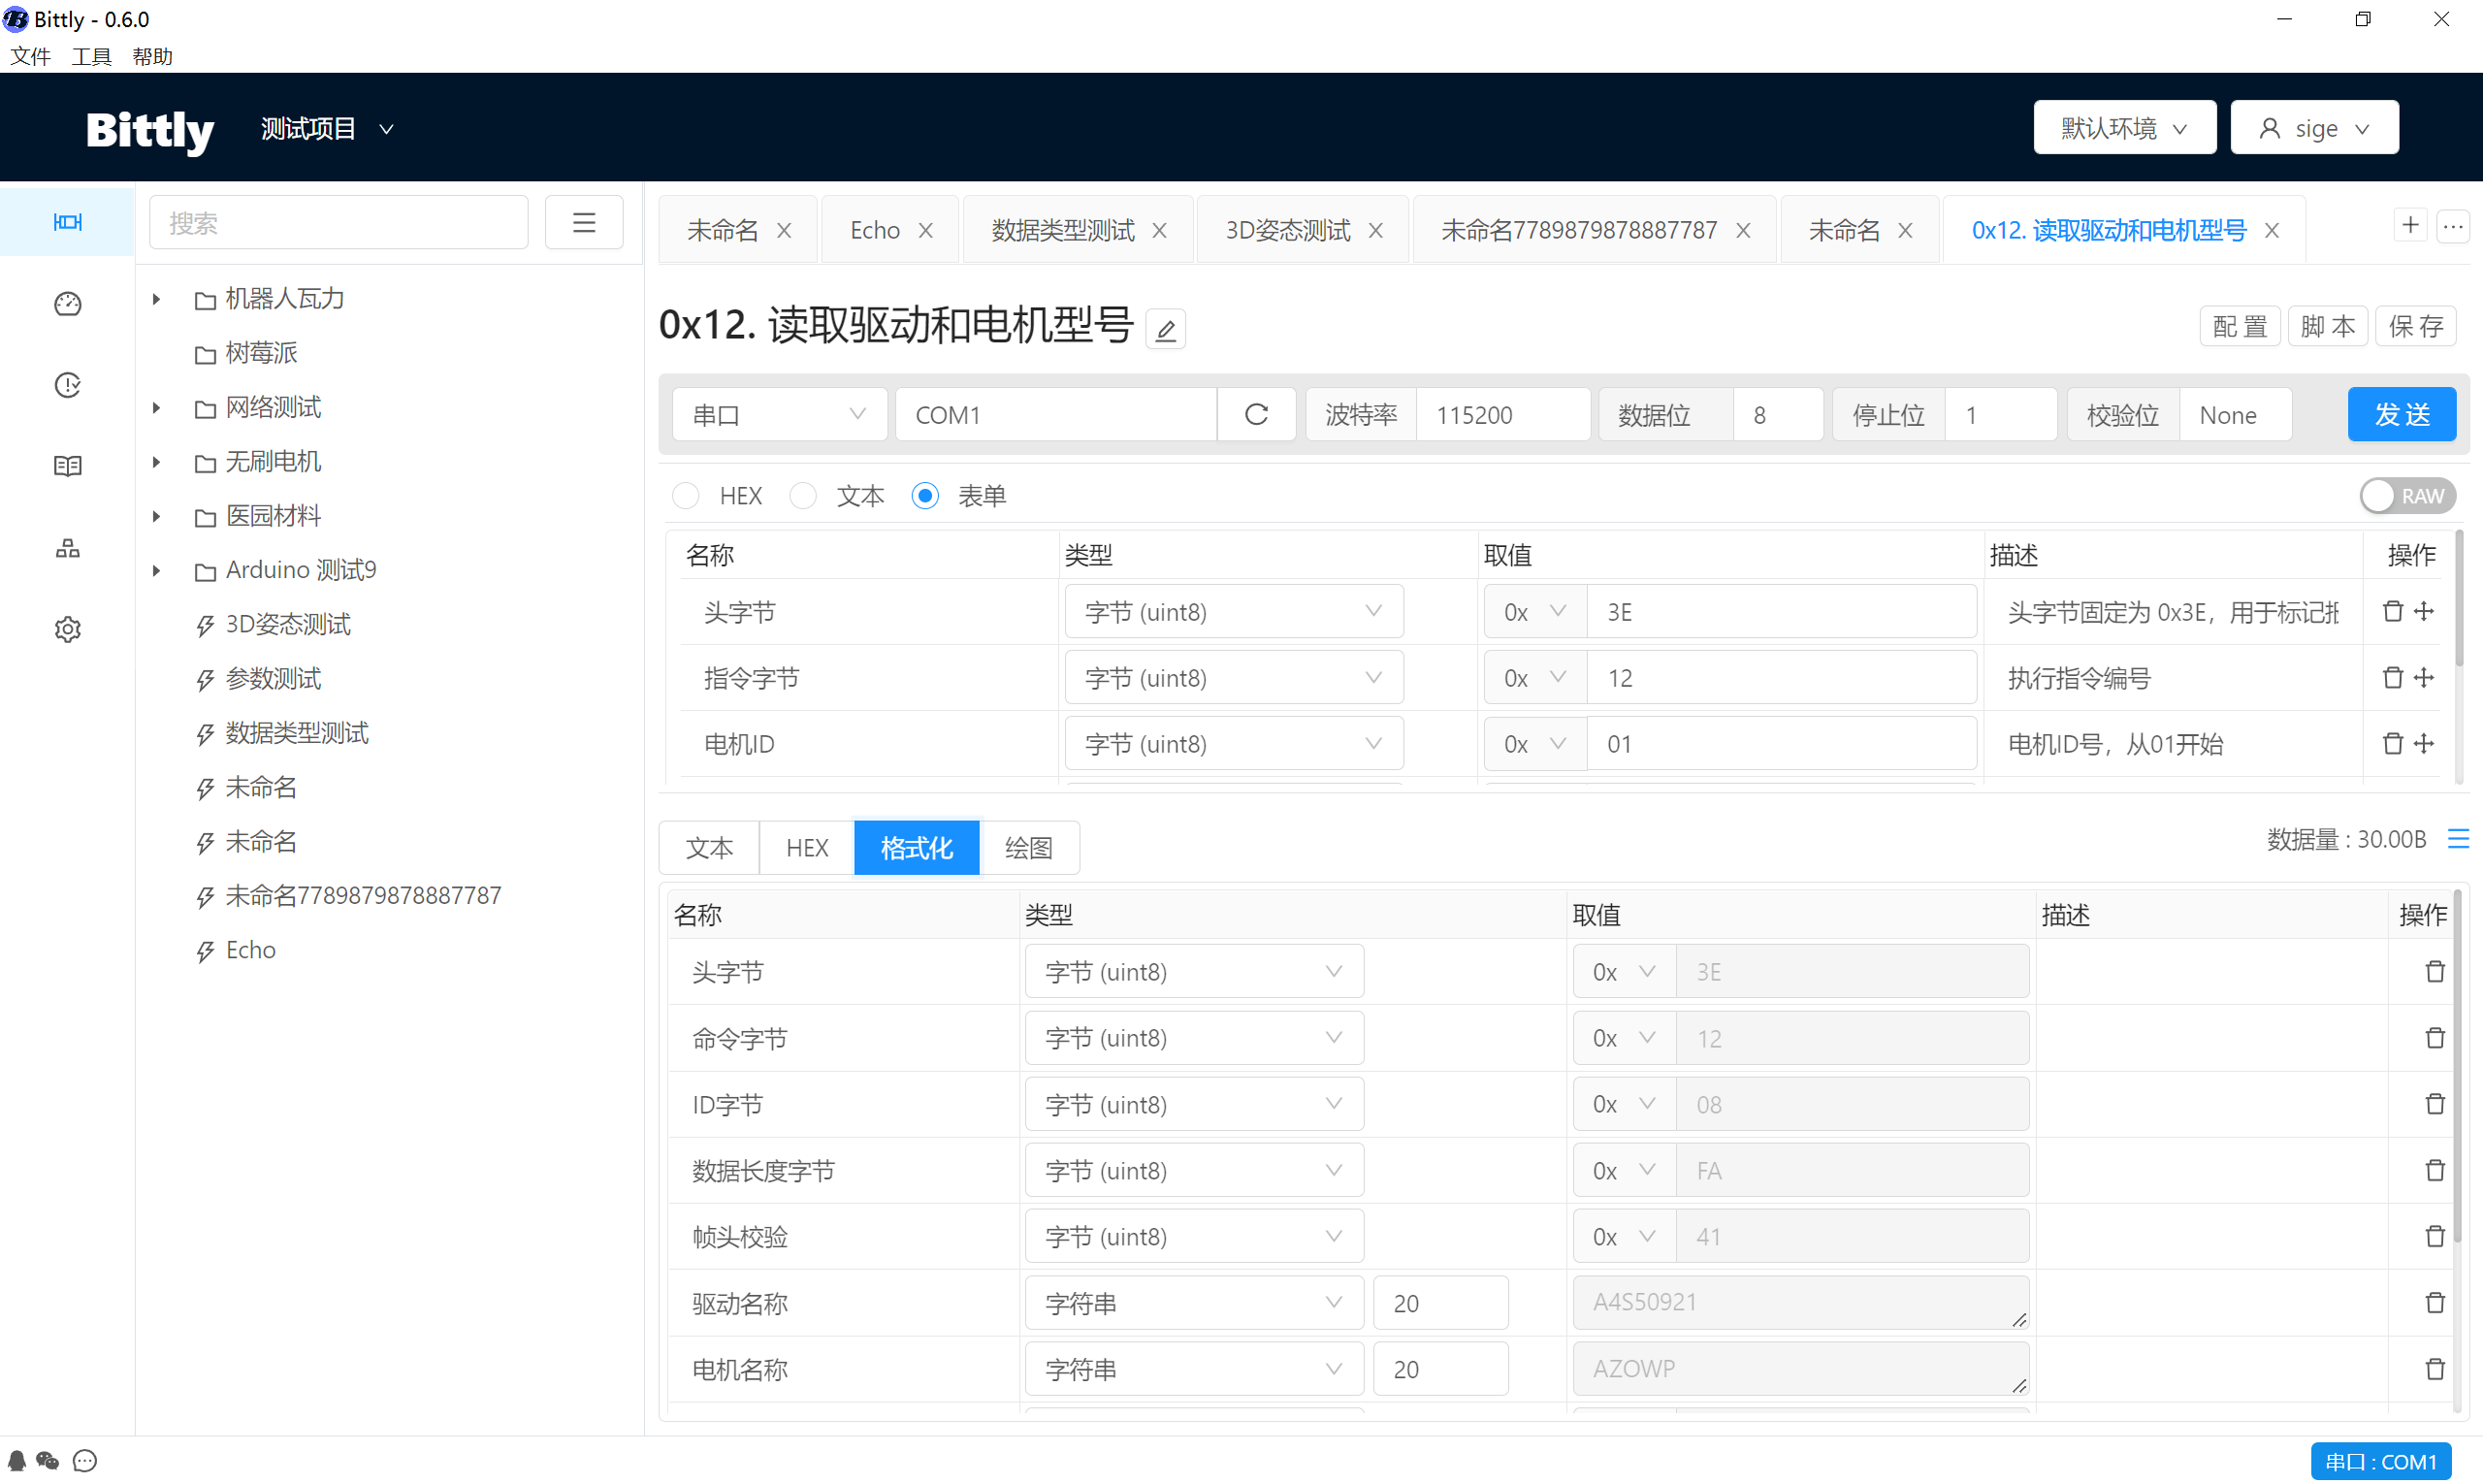 Bittly - 0.6.0
文件 工具 帮助
Bittly 测试项目 默认环境 sige
搜索
未命名 Echo 数据类型测试 3D姿态测试 未命名7789879878887787 未命名 0x12. 读取驱动和电机型号
机器人瓦力
树莓派
网络测试
无刷电机
医园材料
Arduino 测试9
3D姿态测试
参数测试
数据类型测试
未命名
未命名
未命名7789879878887787
Echo
0x12. 读取驱动和电机型号 配置 脚本 保存
串口 COM1 波特率 115200 数据位 8 停止位 1 校验位 None 发送
HEX 文本 表单 RAW
名称 类型 取值 描述 操作
头字节 字节 (uint8) 0x 3E 头字节固定为 0x3E，用于标记
指令字节 字节 (uint8) 0x 12 执行指令编号
电机ID 字节 (uint8) 0x 01 电机ID号，从01开始
文本 HEX 格式化 绘图 数据量 : 30.00B
名称 类型 取值 描述 操作
头字节 字节 (uint8) 0x 3E
命令字节 字节 (uint8) 0x 12
ID字节 字节 (uint8) 0x 08
数据长度字节 字节 (uint8) 0x FA
帧头校验 字节 (uint8) 0x 41
驱动名称 字符串 20 A4S50921
电机名称 字符串 20 AZOWP
串口 : COM1